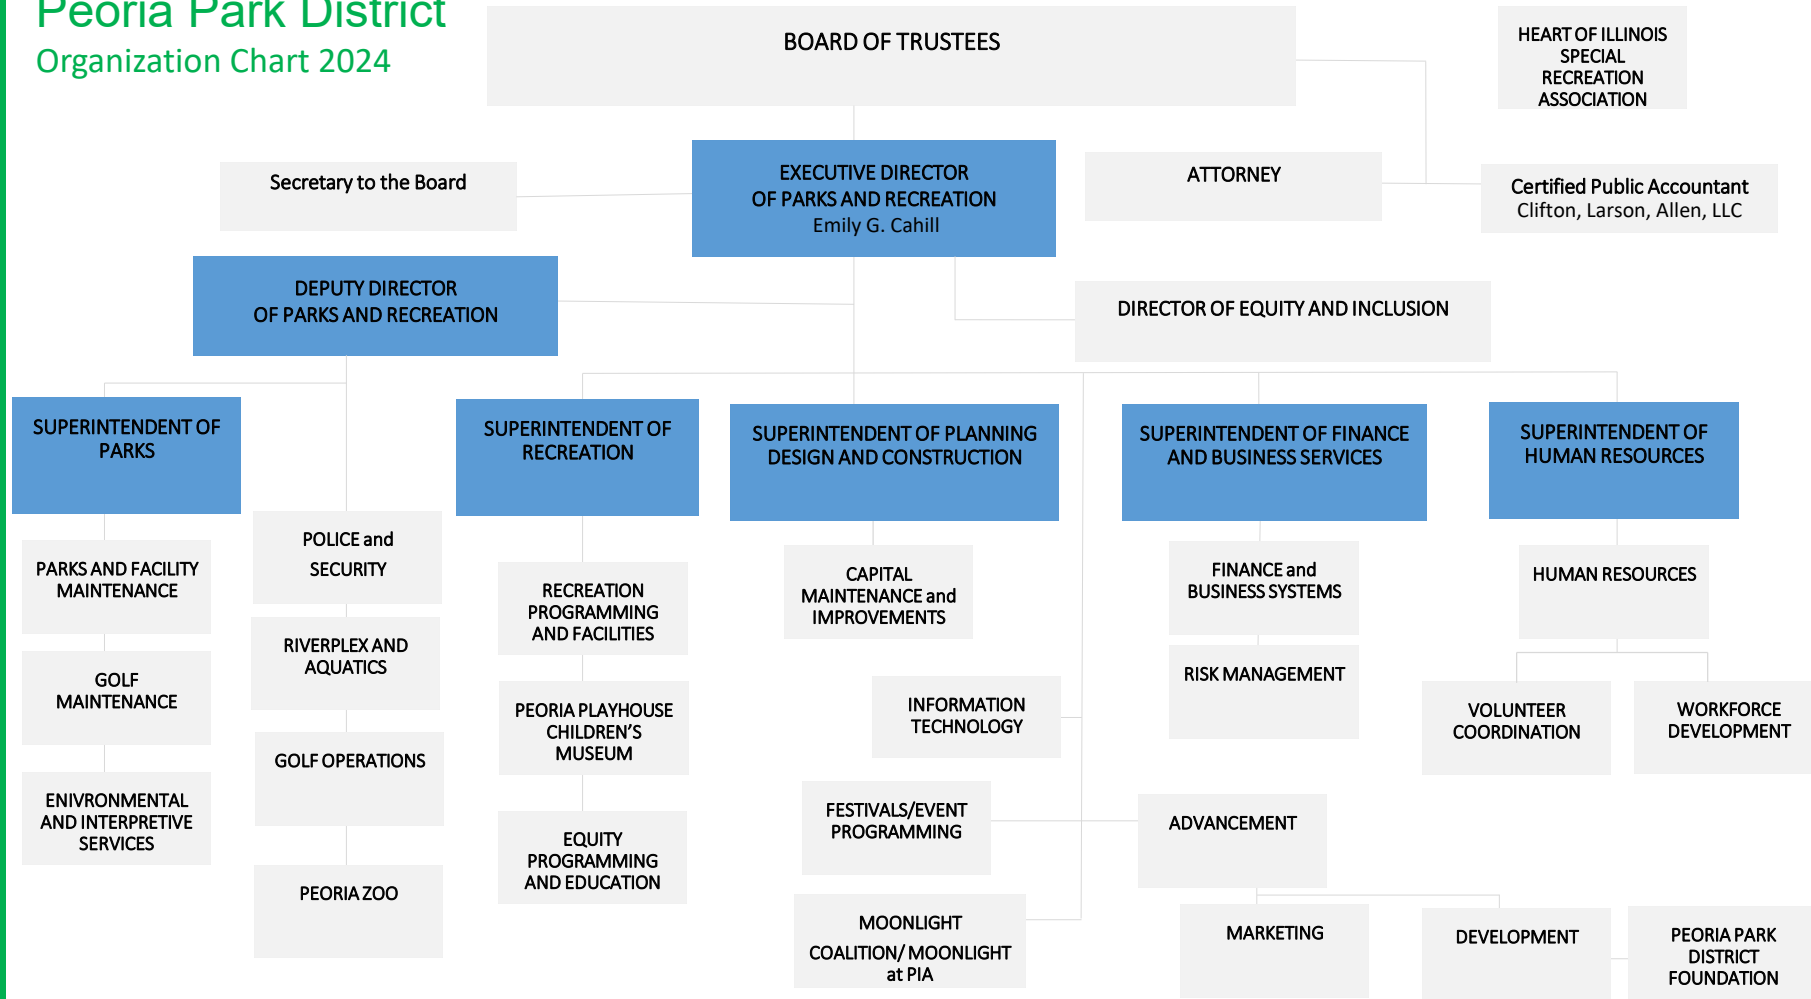 Peoria Park District
Organization Chart 2024
BOARD OF TRUSTEES
HEART OF ILLINOIS
SPECIAL
RECREATION
ASSOCIATION
Secretary to the Board
EXECUTIVE DIRECTOR
OF PARKS AND RECREATION
Emily G. Cahill
ATTORNEY
Certified Public Accountant
Clifton, Larson, Allen, LLC
DEPUTY DIRECTOR
OF PARKS AND RECREATION
DIRECTOR OF EQUITY AND INCLUSION
SUPERINTENDENT OF
PARKS
SUPERINTENDENT OF
RECREATION
SUPERINTENDENT OF PLANNING
DESIGN AND CONSTRUCTION
SUPERINTENDENT OF FINANCE
AND BUSINESS SERVICES
SUPERINTENDENT OF
HUMAN RESOURCES
PARKS AND FACILITY
MAINTENANCE
GOLF
MAINTENANCE
ENIVRONMENTAL
AND INTERPRETIVE
SERVICES
POLICE and
SECURITY
RIVERPLEX AND
AQUATICS
GOLF OPERATIONS
PEORIA ZOO
RECREATION
PROGRAMMING
AND FACILITIES
PEORIA PLAYHOUSE
CHILDREN’S
MUSEUM
EQUITY
PROGRAMMING
AND EDUCATION
CAPITAL
MAINTENANCE and
IMPROVEMENTS
INFORMATION
TECHNOLOGY
FESTIVALS/EVENT
PROGRAMMING
MOONLIGHT
COALITION/ MOONLIGHT
at PIA
FINANCE and
BUSINESS SYSTEMS
RISK MANAGEMENT
ADVANCEMENT
MARKETING
DEVELOPMENT
PEORIA PARK
DISTRICT
FOUNDATION
HUMAN RESOURCES
VOLUNTEER
COORDINATION
WORKFORCE
DEVELOPMENT